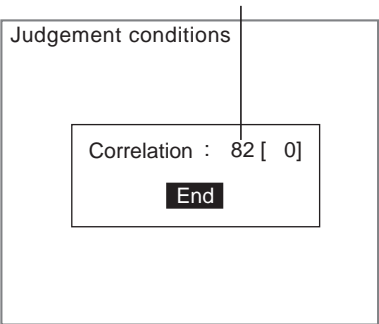 Judgement conditions
Correlation : 82 [ 0]
End